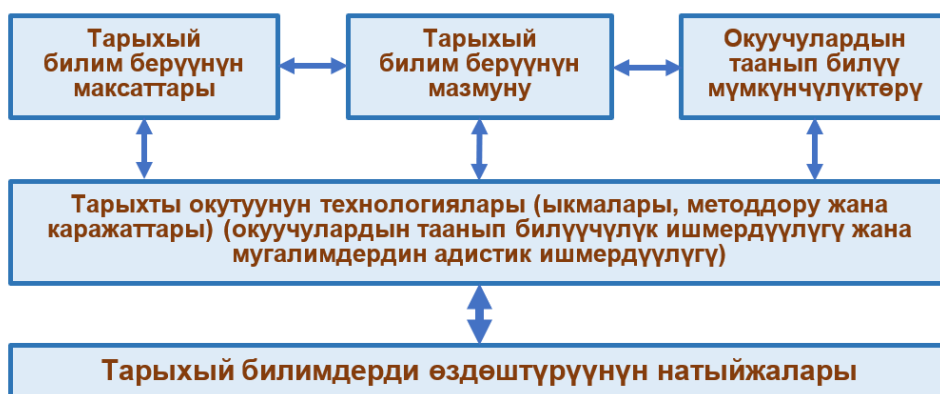 Тарыхый
билим берүүнүн
максаттары
Тарыхый
билим берүүнүн
мазмуну
Окуучулардын
таанып билүү
мүмкүнчүлүктөрү
Тарыхты окутуунун технологиялары (ыкмалары, методдору жана
каражаттары) (окуучулардын таанып билүүчүлүк ишмердүүлүгү жана
мугалимдердин адистик ишмердүүлүгү)
Тарыхый билимдерди өздөштүрүүнүн натыйжалары